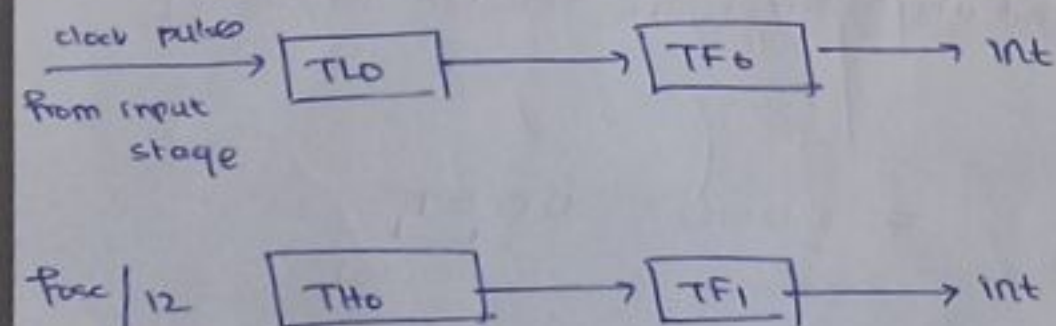 clock pulse
TL0
TF0
int
from input
stage
fosc / 12
TH0
TF1
int